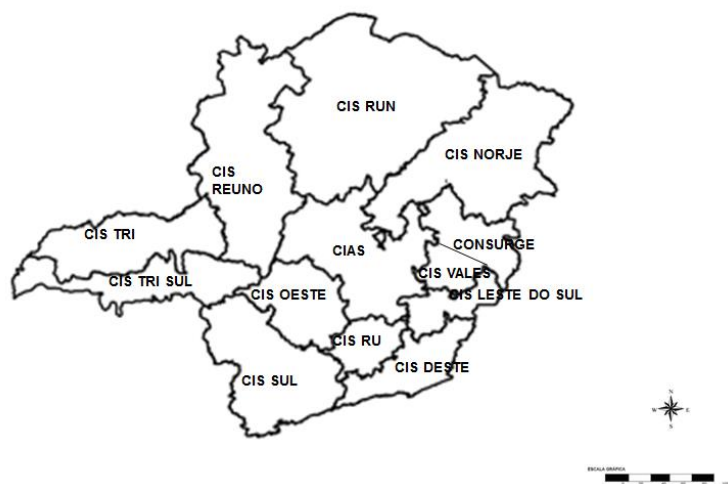 CIS RUN
CIS NORJE
CIS
REUNO
CIS TRI
CIAS
CONSURGE
CIS VALES
CIS TRI SUL
CIS OESTE
CIS LESTE DO SUL
CIS RU
CIS DESTE
CIS SUL
N
W
E
S
ESCALA GRÁFICA